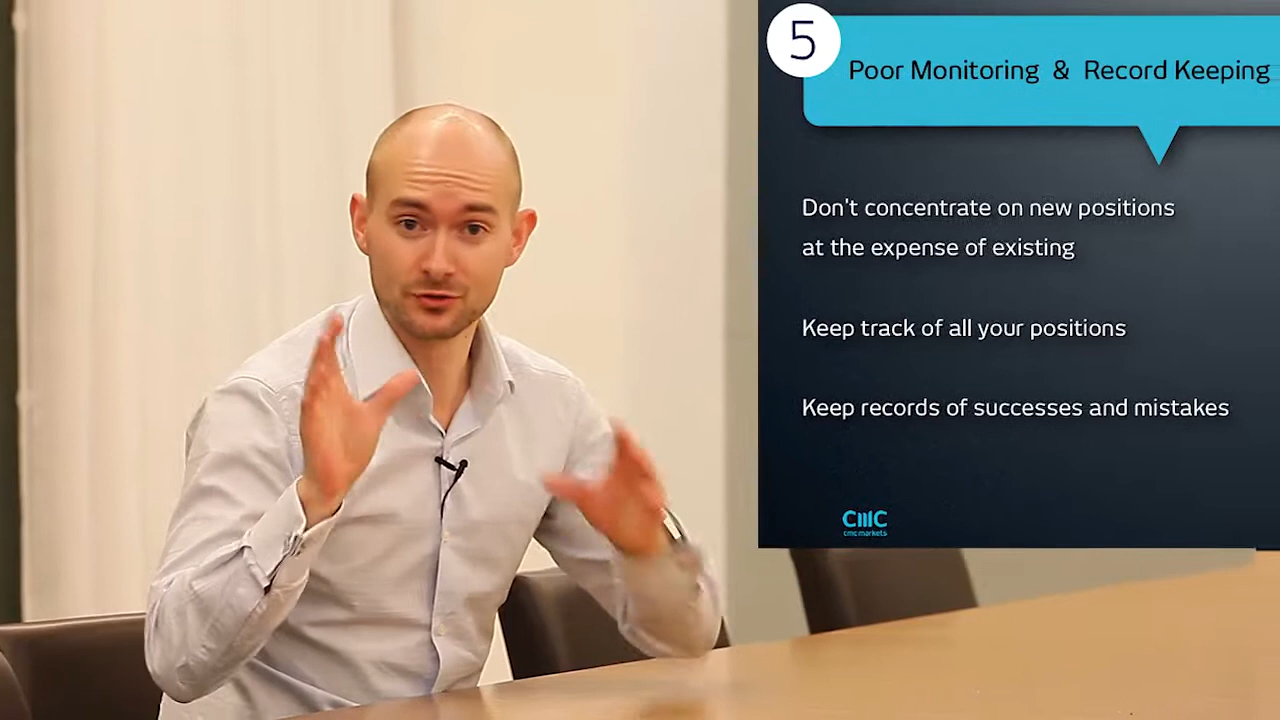 5
Poor Monitoring & Record Keeping
Don't concentrate on new positions
at the expense of existing
Keep track of all your positions
Keep records of successes and mistakes
cmc
cmc markets